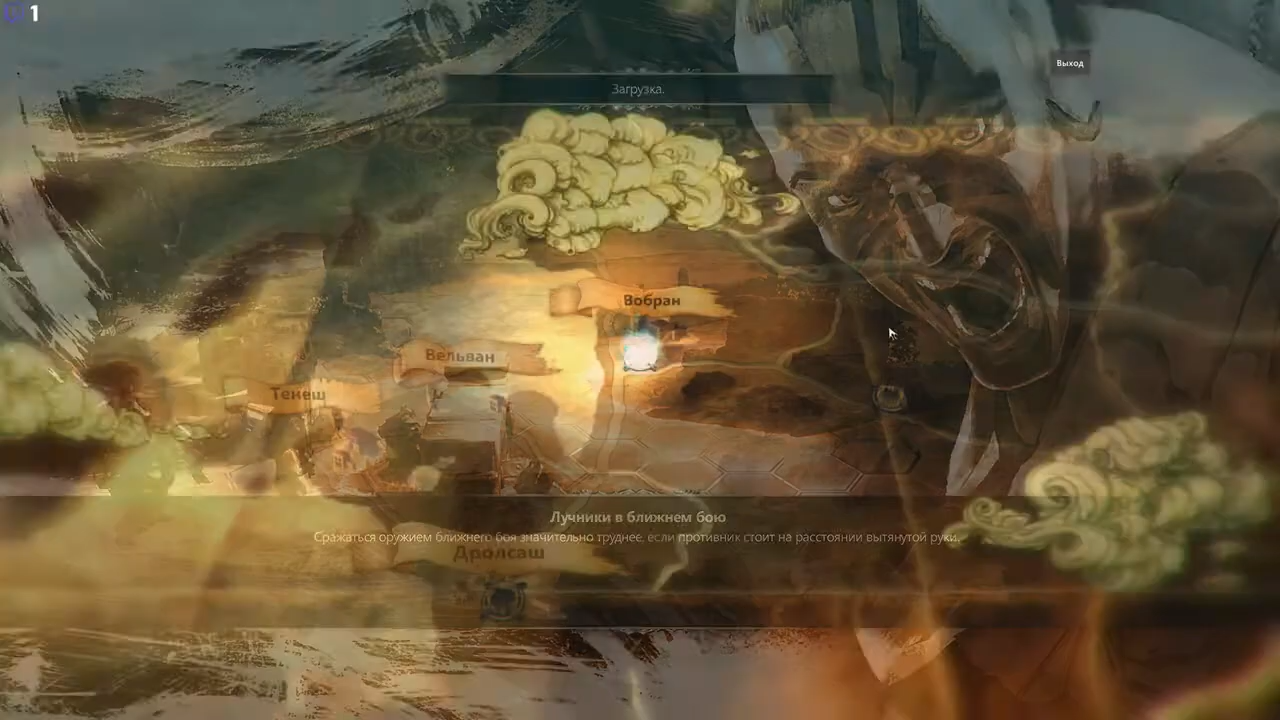 1
Выход
Загрузка.
Вобран
Вельван
Тенеш
Лучники в ближнем бою
Сражаться оружием ближнего боя значительно труднее, если противник стоит на расстоянии вытянутой руки.
Дролсаш